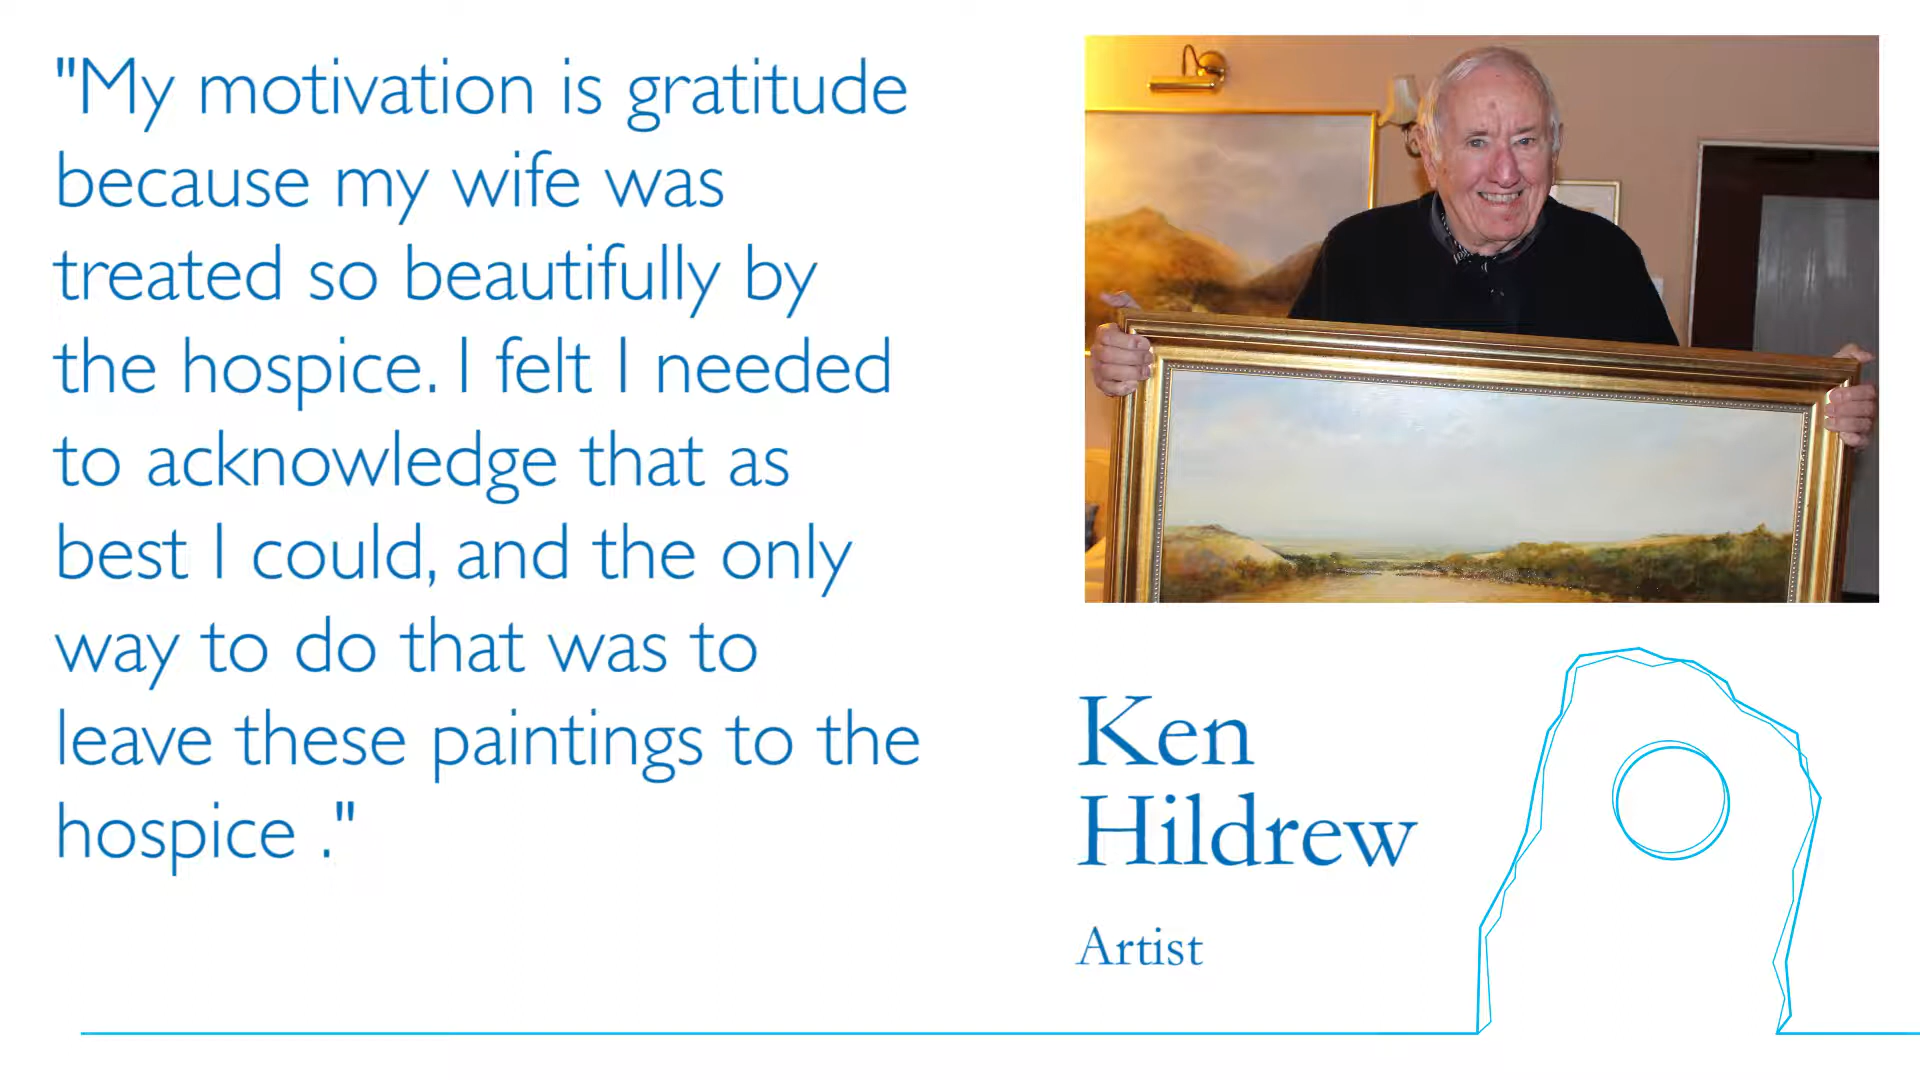 "My motivation is gratitude
because my wife was
treated so beautifully by
the hospice. I felt I needed
to acknowledge that as
best I could, and the only
way to do that was to
leave these paintings to the
hospice ."
Ken
Hildrew
Artist